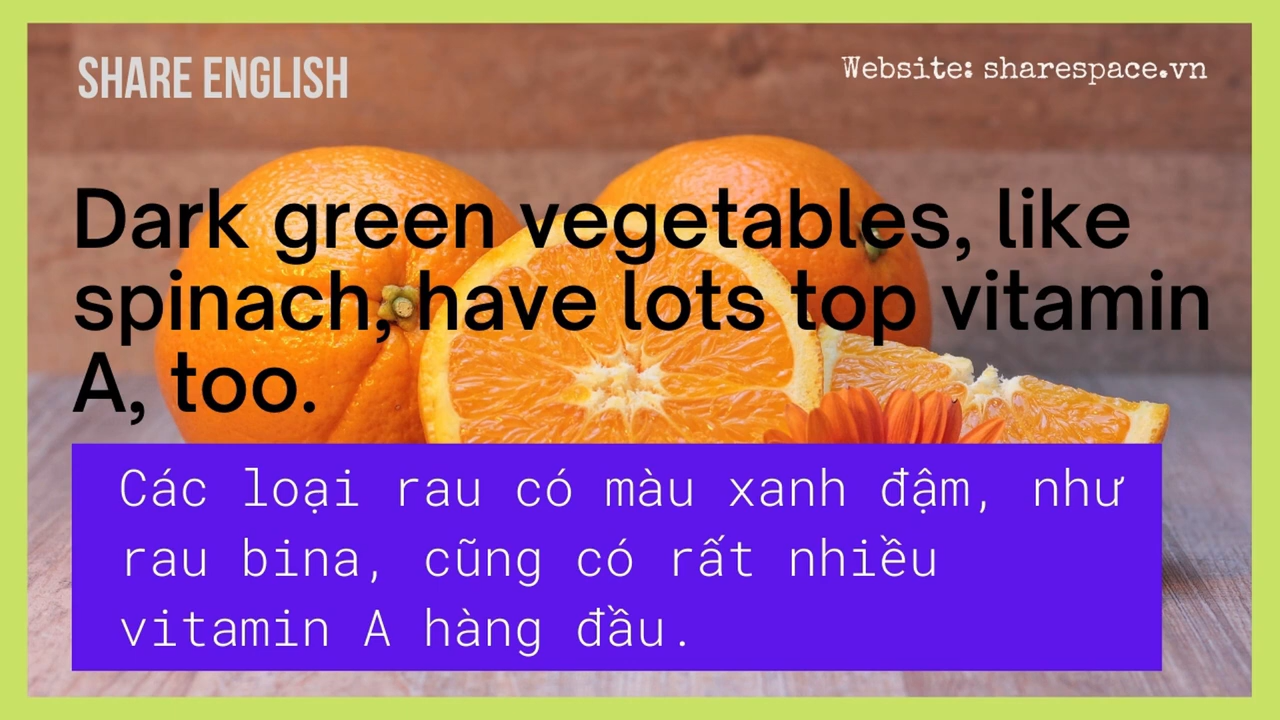 SHARE ENGLISH
Website: sharespace.vn
Dark green vegetables, like
spinach, have lots top vitamin
A, too.
Các loại rau có màu xanh đậm, như
rau bina, cũng có rất nhiều
vitamin A hàng đầu.